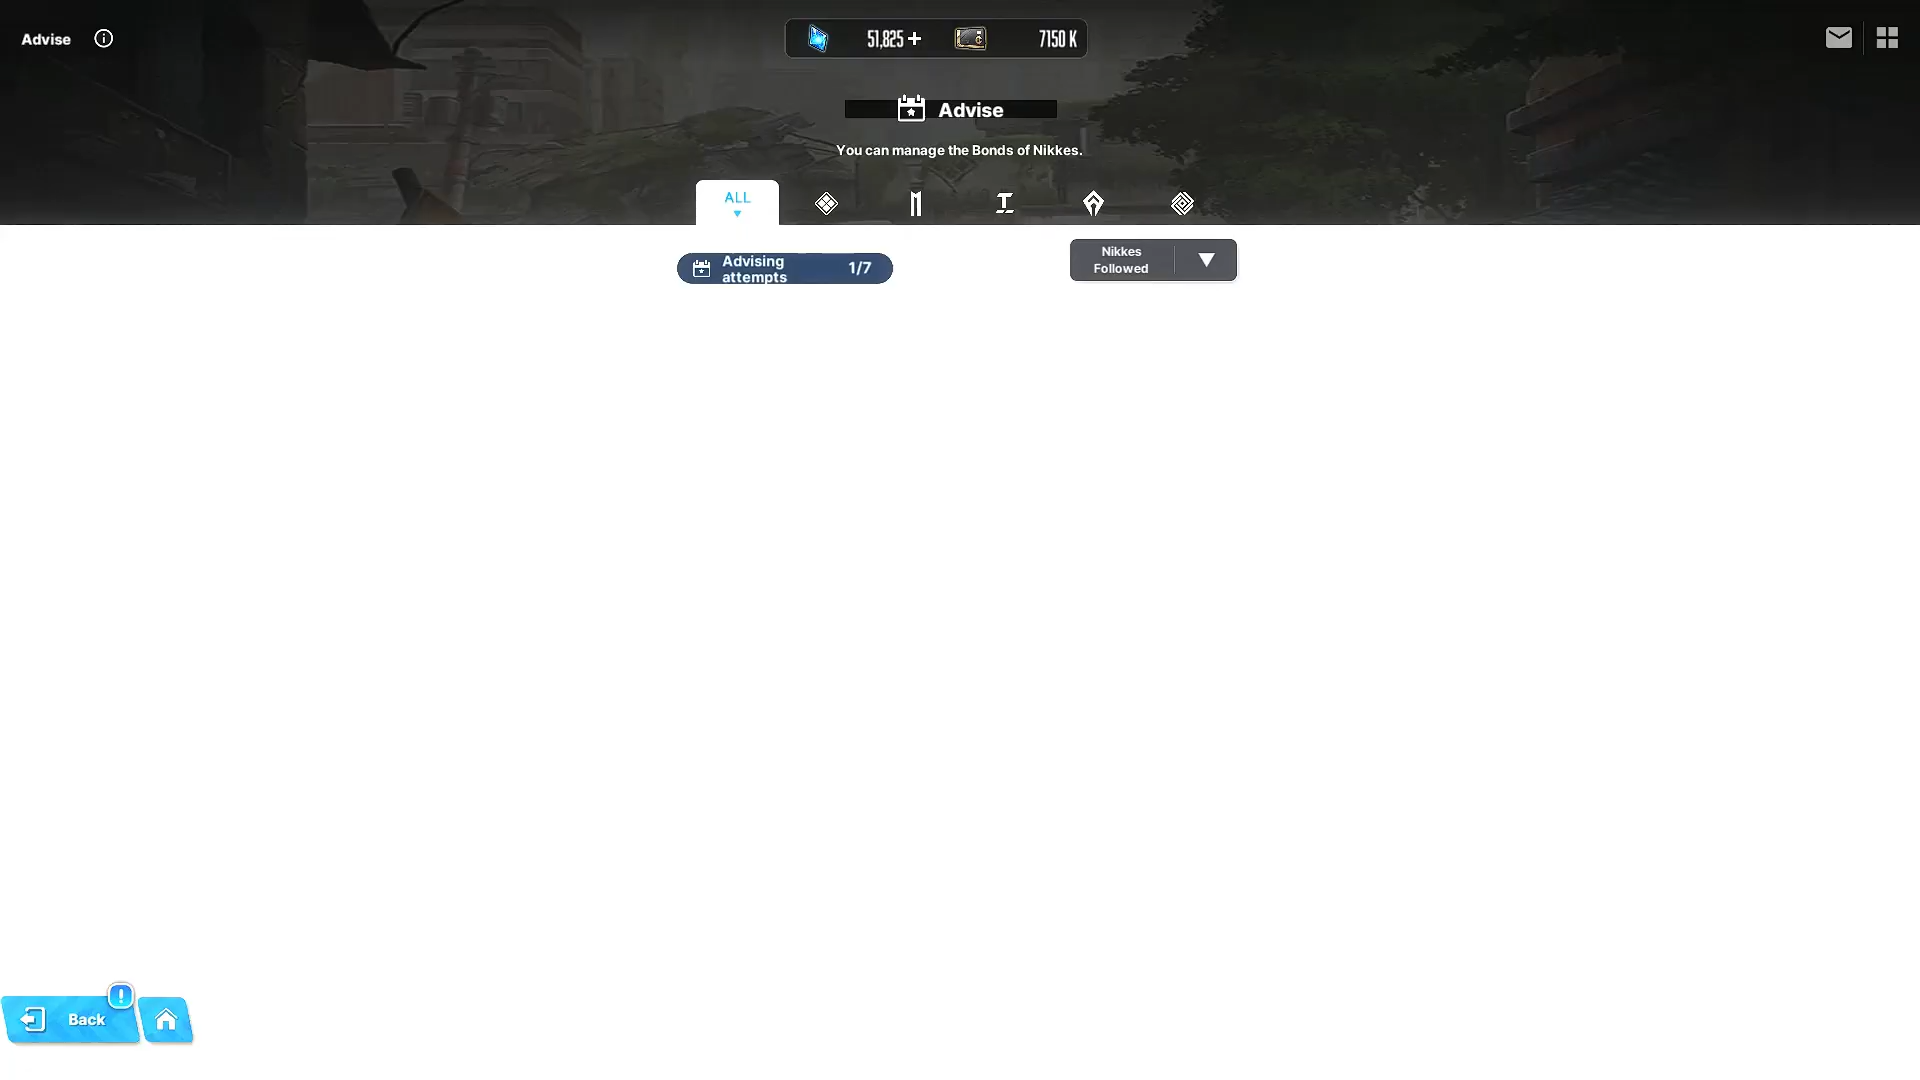 Advise
51,825
7150 K
Advise
You can manage the Bonds of Nikkes.
ALL
Advising
attempts
1/7
Nikkes
Followed
Back